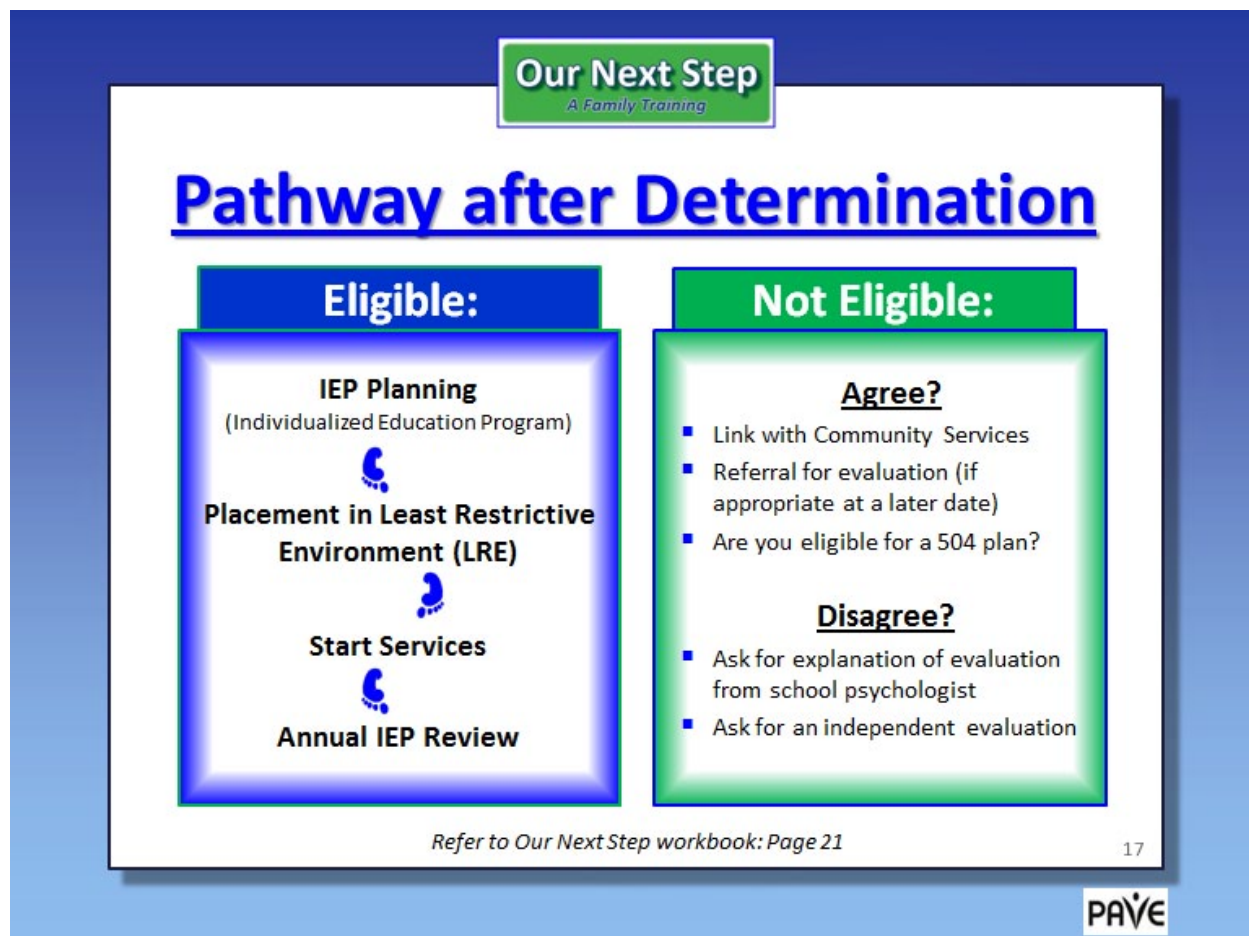 Our Next Step
A Family Training
Pathway after Determination
Eligible:
IEP Planning
(Individualized Education Program)
Placement in Least Restrictive
Environment (LRE)
Start Services
Annual IEP Review
Not Eligible:
Agree?
▪ Link with Community Services
▪ Referral for evaluation (if
appropriate at a later date)
▪ Are you eligible for a 504 plan?
Disagree?
▪ Ask for explanation of evaluation
from school psychologist
▪ Ask for an independent evaluation
Refer to Our Next Step workbook: Page 21
17
PAVE